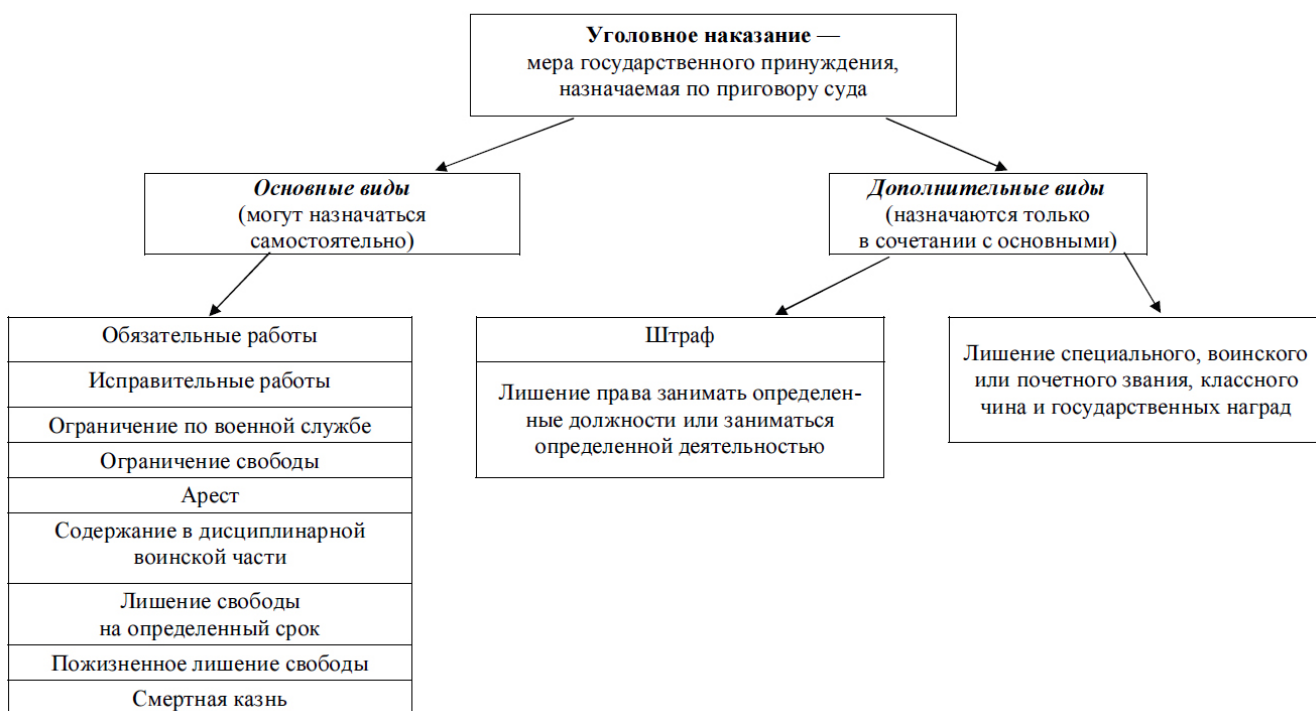 Уголовное наказание —
мера государственного принуждения,
назначаемая по приговору суда
Основные виды
(могут назначаться
самостоятельно)
Дополнительные виды
(назначаются только
в сочетании с основными)
Обязательные работы
Исправительные работы
Ограничение по военной службе
Ограничение свободы
Арест
Содержание в дисциплинарной
воинской части
Лишение свободы
на определенный срок
Пожизненное лишение свободы
Смертная казнь
Штраф
Лишение права занимать определен-
ные должности или заниматься
определенной деятельностью
Лишение специального, воинского
или почетного звания, классного
чина и государственных наград